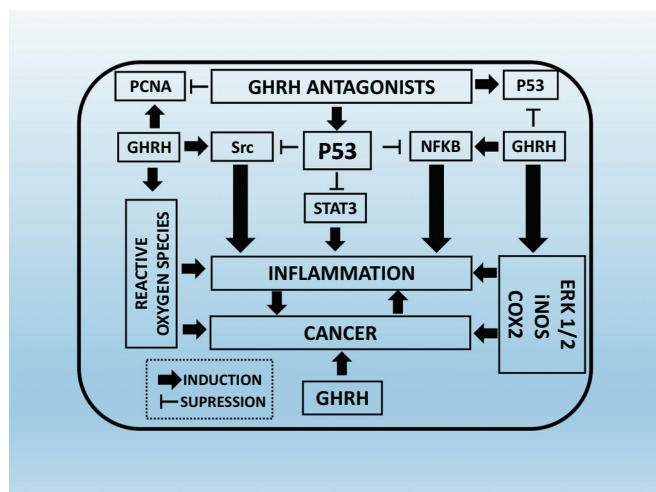 PCNA
GHRH ANTAGONISTS
P53
GHRH
Src
P53
NFKB
GHRH
STAT3
REACTIVE
OXYGEN SPECIES
INFLAMMATION
ERK 1/2
iNOS
COX2
CANCER
INDUCTION
SUPRESSION
GHRH